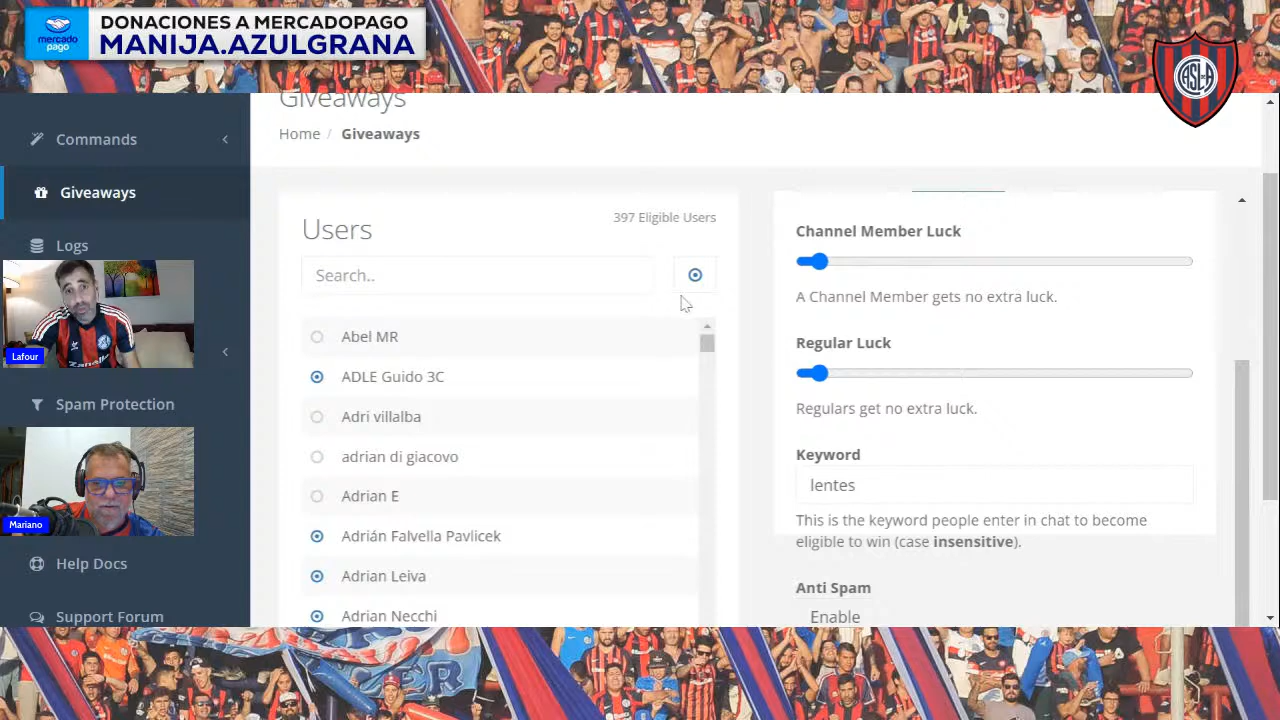 DONACIONES A MERCADOPAGO
mercado
pago
MANIJA.AZULGRANA
CASLA
Giveaways
Home / Giveaways
Commands
Giveaways
Logs
Lafour
Spam Protection
Mariano
Help Docs
Support Forum
Users
397 Eligible Users
Search..
Abel MR
ADLE Guido 3C
Adri villalba
adrian di giacovo
Adrian E
Adrián Falvella Pavlicek
Adrian Leiva
Adrian Necchi
Channel Member Luck
A Channel Member gets no extra luck.
Regular Luck
Regulars get no extra luck.
Keyword
lentes
This is the keyword people enter in chat to become
eligible to win (case insensitive).
Anti Spam
Enable